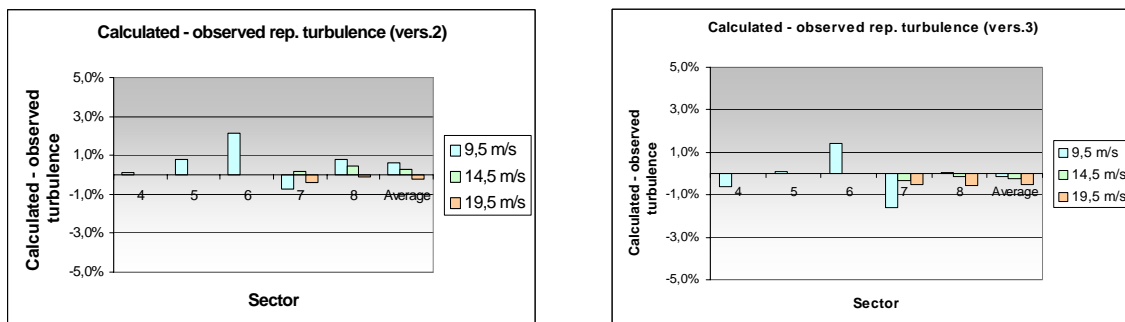 Calculated - observed rep. turbulence (vers.2)
Calculated - observed
turbulence
5,0%
3,0%
1,0%
-1,0%
-3,0%
-5,0%
4 5 6 7 8 Average
Sector
9,5 m/s
14,5 m/s
19,5 m/s
Calculated - observed rep. turbulence (vers.3)
Calculated - observed
turbulence
5,0%
3,0%
1,0%
-1,0%
-3,0%
-5,0%
4 5 6 7 8 Average
Sector
9,5 m/s
14,5 m/s
19,5 m/s